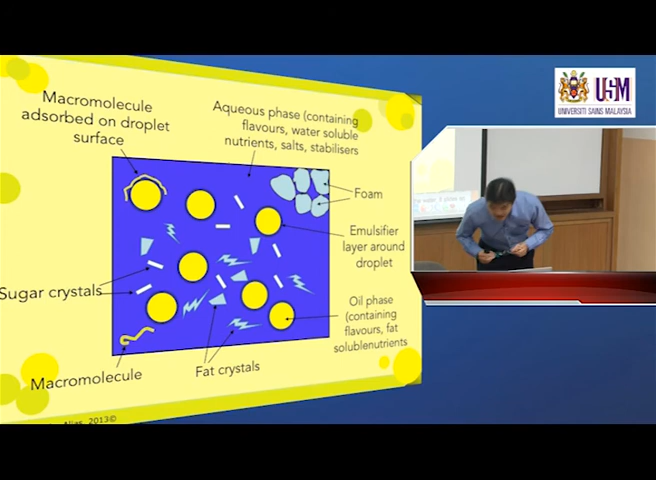 Macromolecule
adsorbed on droplet
surface
Aqueous phase (containing
flavours, water soluble
nutrients, salts, stabilisers
Foam
Emulsifier
layer around
droplet
Sugar crystals
Oil phase
(containing
flavours, fat
solublenutrients
Macromolecule
Fat crystals
Alias, 2013©
USM
UNIVERSITI SAINS MALAYSIA